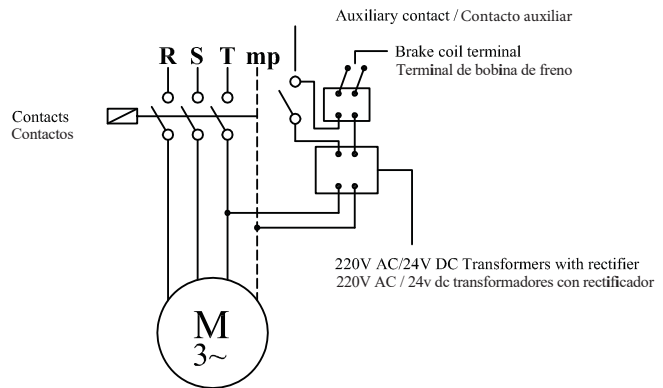 Auxiliary contact / Contacto auxiliar
R S T mp
Brake coil terminal
Terminal de bobina de freno
Contacts
Contactos
220V AC/24V DC Transformers with rectifier
220V AC / 24v dc transformadores con rectificador
M
3~